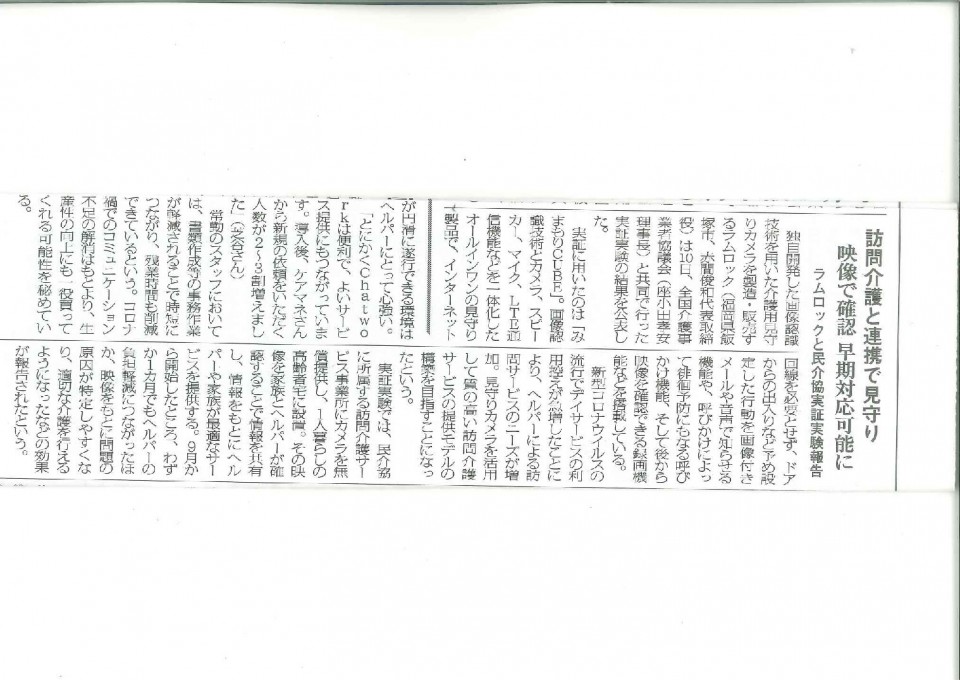 訪問介護と連携で見守り
映像で確認 早期対応可能に
ラムロックと民介協実証実験報告
独自開発した画像認識
技術を用いた介護用見守
りカメラを製造・販売す
るラムロック（福岡県飯
塚市、赤間俊和代表取締
役）は10日、全国介護事
業者協議会（座小田孝安
理事長）と共同で行った
実証実験の結果を公表し
た。
実証に用いたのは「み
まもりCUBE」。画像認
識技術とカメラ、スピー
カー、マイク、LTE通
信機能などを一体化した
オールインワンの見守り
製品で、インターネット
回線を必要とせず、ドア
からの出入りなど予め設
定した行動を画像付き
メールや音声で知らせる
機能や、呼びかけによっ
て徘徊予防にもなる呼び
かけ機能、そして後から
映像を確認できる録画機
能などを搭載している。
新型コロナウイルスの
流行でデイサービスの利
用控えが急増したことに
より、ヘルパーによる訪
問サービスのニーズが増
加。見守りカメラを活用
して質の高い訪問介護
サービスの提供モデルの
構築を目指すことになっ
たという。
実証実験では、民介協
に所属する訪問介護サー
ビス事業所にカメラを無
償提供し、1人暮らしの
高齢者宅に設置。その映
像を家族とヘルパーが確
認することで情報を共有
し、情報をもとにヘル
パーや家族が最適なサー
ビスを提供する。9月か
ら開始したところ、わず
か1カ月でもヘルパーの
負担軽減につながったほ
か、映像をもとに問題の
原因が特定しやすくな
り、適切な介護を行える
ようになったなどの効果
が報告されたという。
が円滑に遂行できる環境は
ヘルパーにとって心強い。
「とにかくChatwo
rkは便利で、よいサービ
ス提供にもつながっていま
す。導入後、ケアマネさん
から新規の依頼をいただく
人数が2～3割増えまし
た」（渋谷さん）
常勤のスタッフにおいて
は、書類作成等の事務作業
が軽減されることで時短に
つながり、残業時間も削減
できているという。コロナ
禍でのコミュニケーション
不足の解消はもとより、生
産性の向上にも一役買って
くれる可能性を秘めてい
る。